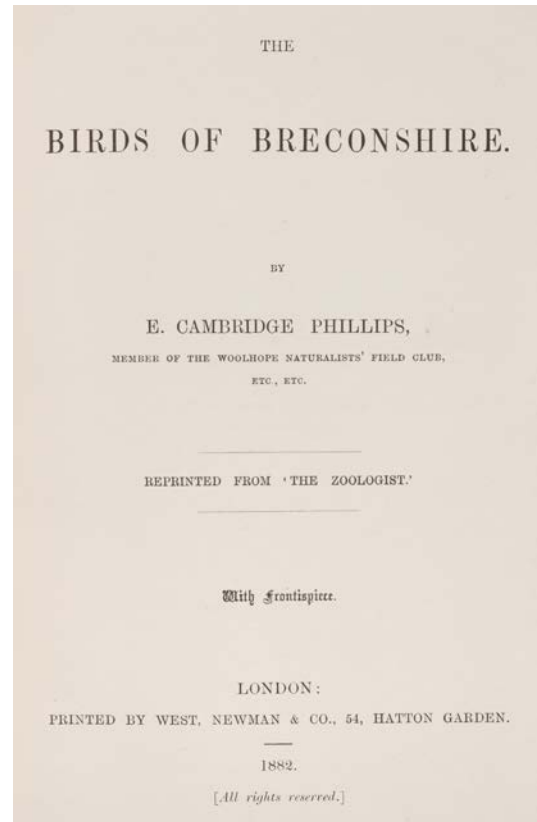 THE
BIRDS OF BRECONSHIRE.
BY
E. CAMBRIDGE PHILLIPS,
MEMBER OF THE WOOLHOPE NATURALISTS' FIELD CLUB,
ETC., ETC.
REPRINTED FROM 'THE ZOOLOGIST.'
With Frontispiece.
LONDON:
PRINTED BY WEST, NEWMAN & CO., 54, HATTON GARDEN.
1882.
[All rights reserved.]